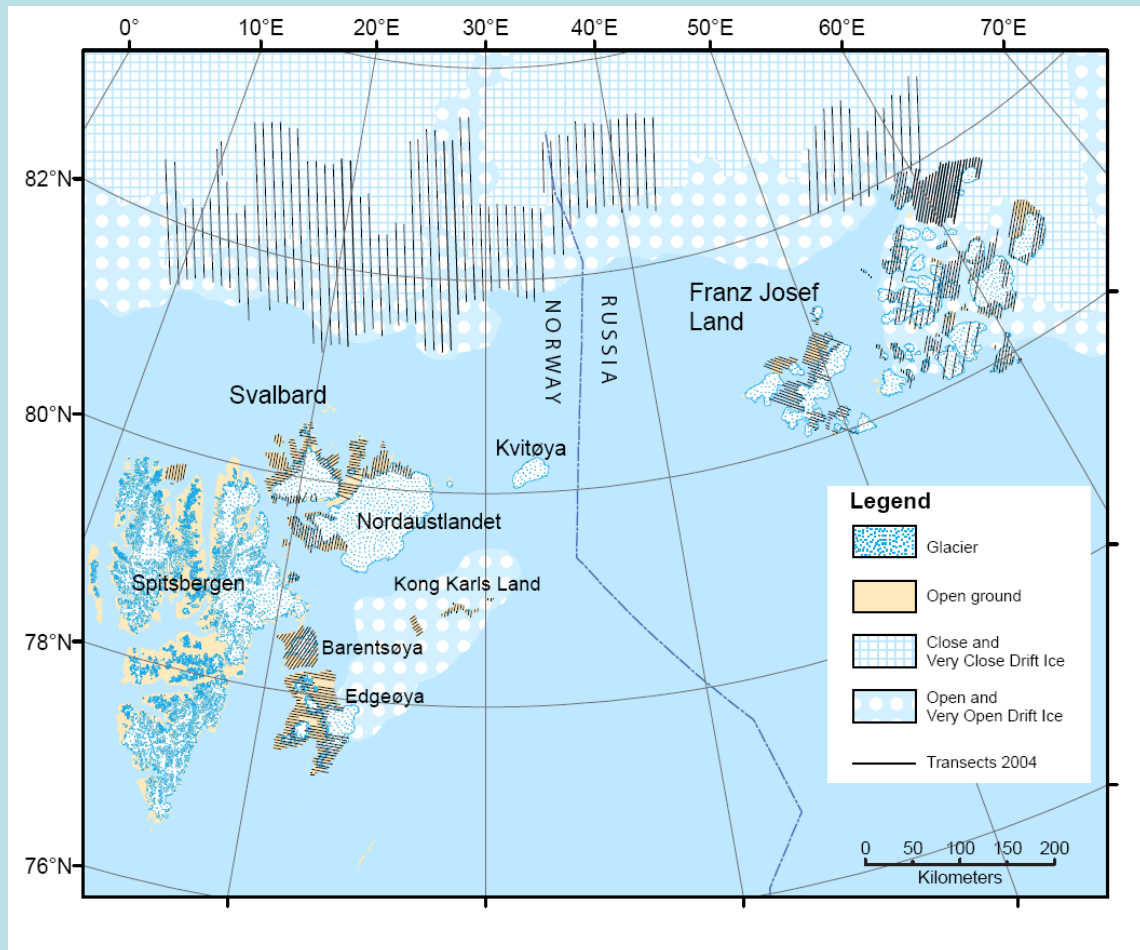 0° 10°E 20°E 30°E 40°E 50°E 60°E 70°E
82°N
80°N
78°N
76°N
Franz Josef
Land
NORWAY
RUSSIA
Svalbard
Kvitøya
Nordaustlandet
Kong Karls Land
Spitsbergen
Barentsøya
Edgeøya
Legend
Glacier
Open ground
Close and
Very Close Drift Ice
Open and
Very Open Drift Ice
Transects 2004
0 50 100 150 200
Kilometers